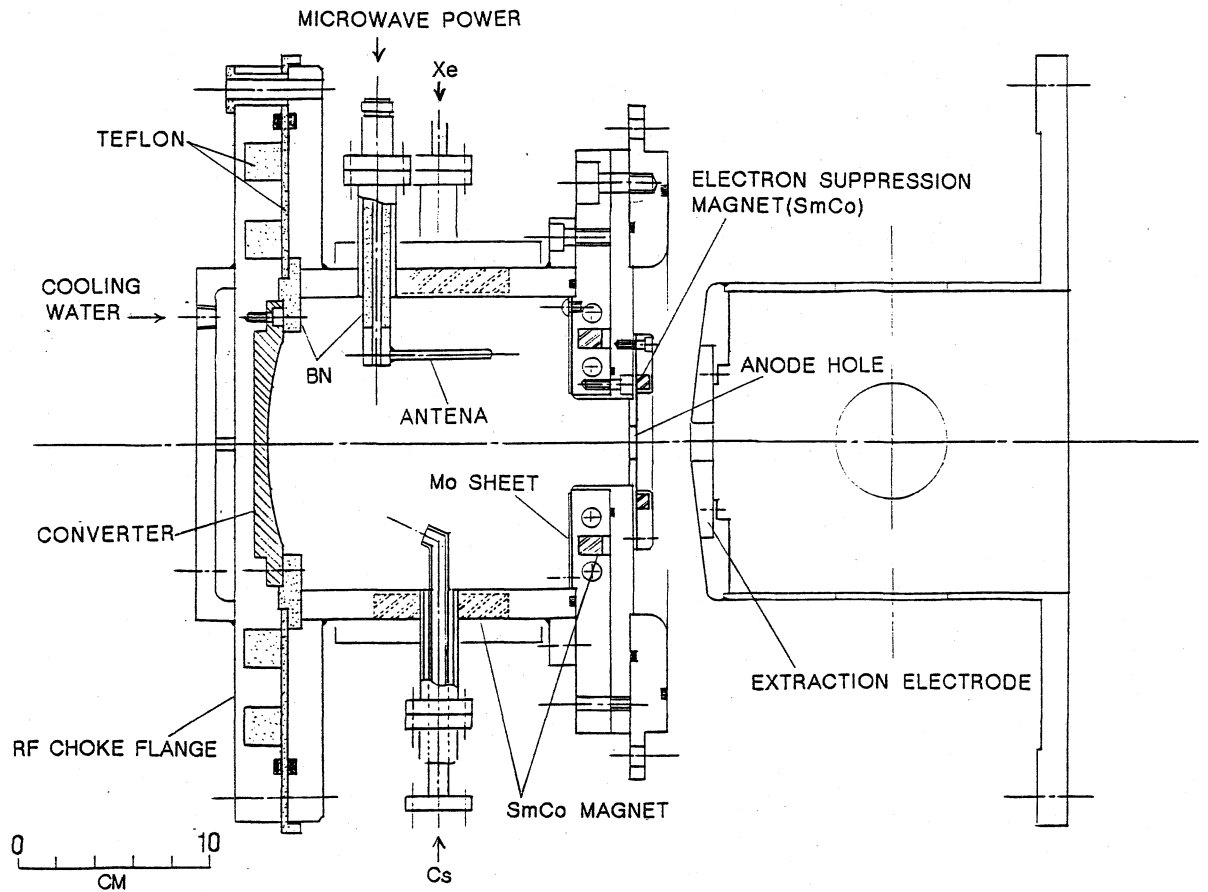 MICROWAVE POWER
Xe
TEFLON
ELECTRON SUPPRESSION
MAGNET(SmCo)
COOLING
WATER
BN
ANODE HOLE
ANTENA
Mo SHEET
CONVERTER
EXTRACTION ELECTRODE
RF CHOKE FLANGE
SmCo MAGNET
0 10
CM
Cs